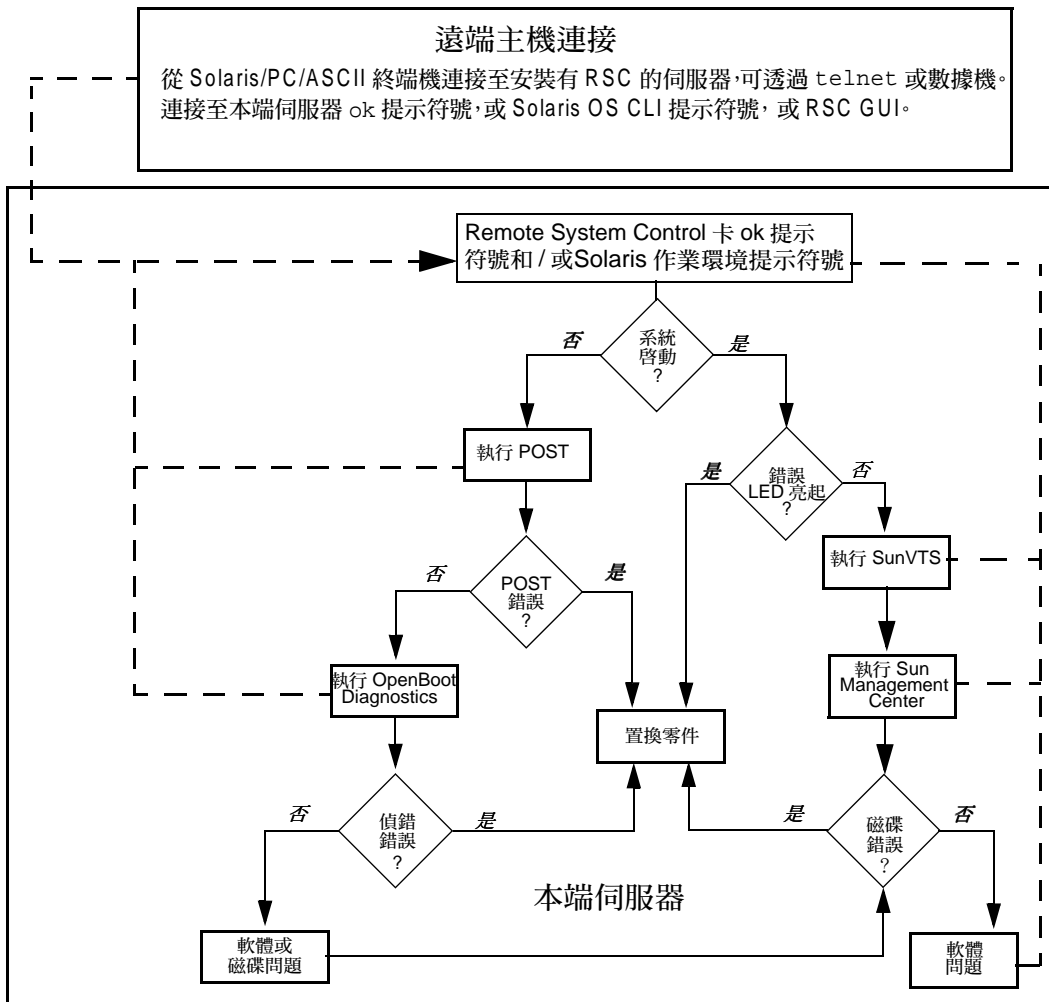 遠端主機連接
從 Solaris/PC/ASCII 終端機連接至安裝有 RSC 的伺服器,可透過 telnet 或數據機。
連接至本端伺服器 ok 提示符號,或 Solaris OS CLI 提示符號, 或 RSC GUI。
Remote System Control 卡 ok 提示
符號和 / 或Solaris 作業環境提示符號
系統
啓動
?
否
是
執行 POST
錯誤
LED 亮起
?
是
否
執行 SunVTS
POST
錯誤
?
否
是
執行 OpenBoot
Diagnostics
執行 Sun
Management
Center
置換零件
偵錯
錯誤
?
否
是
磁碟
錯誤
?
是
否
本端伺服器
軟體或
磁碟問題
軟體
問題